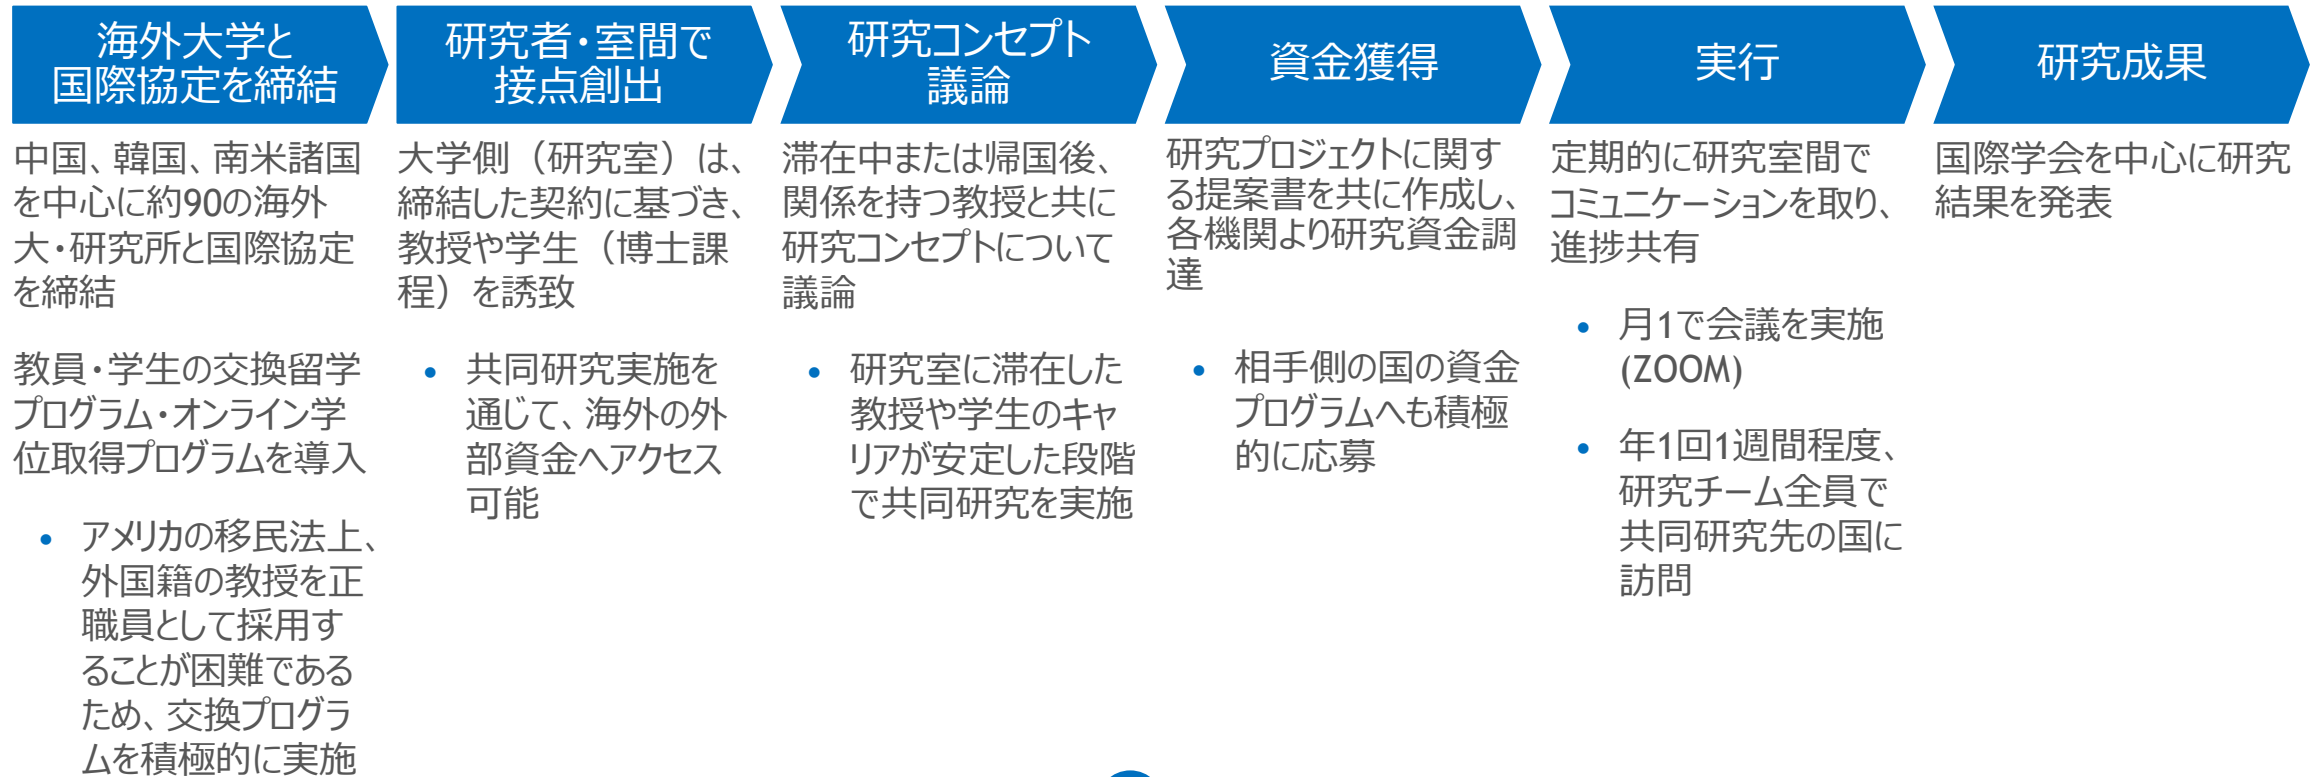 海外大学と
国際協定を締結
研究者・室間で
接点創出
研究コンセプト
議論
資金獲得
実行
研究成果
中国、韓国、南米諸国
を中心に約90の海外
大・研究所と国際協定
を締結
教員・学生の交換留学
プログラム・オンライン学
位取得プログラムを導入
• アメリカの移民法上、
外国籍の教授を正
職員として採用す
ることが困難である
ため、交換プログラ
ムを積極的に実施
大学側（研究室）は、
締結した契約に基づき、
教授や学生（博士課
程）を誘致
• 共同研究実施を
通じて、海外の外
部資金へアクセス
可能
滞在中または帰国後、
関係を持つ教授と共に
研究コンセプトについて
議論
• 研究室に滞在した
教授や学生のキャ
リアが安定した段階
で共同研究を実施
研究プロジェクトに関す
る提案書を共に作成し、
各機関より研究資金調
達
• 相手側の国の資金
プログラムへも積極
的に応募
定期的に研究室間で
コミュニケーションを取り、
進捗共有
• 月1で会議を実施
(ZOOM)
• 年1回1週間程度、
研究チーム全員で
共同研究先の国に
訪問
国際学会を中心に研究
結果を発表